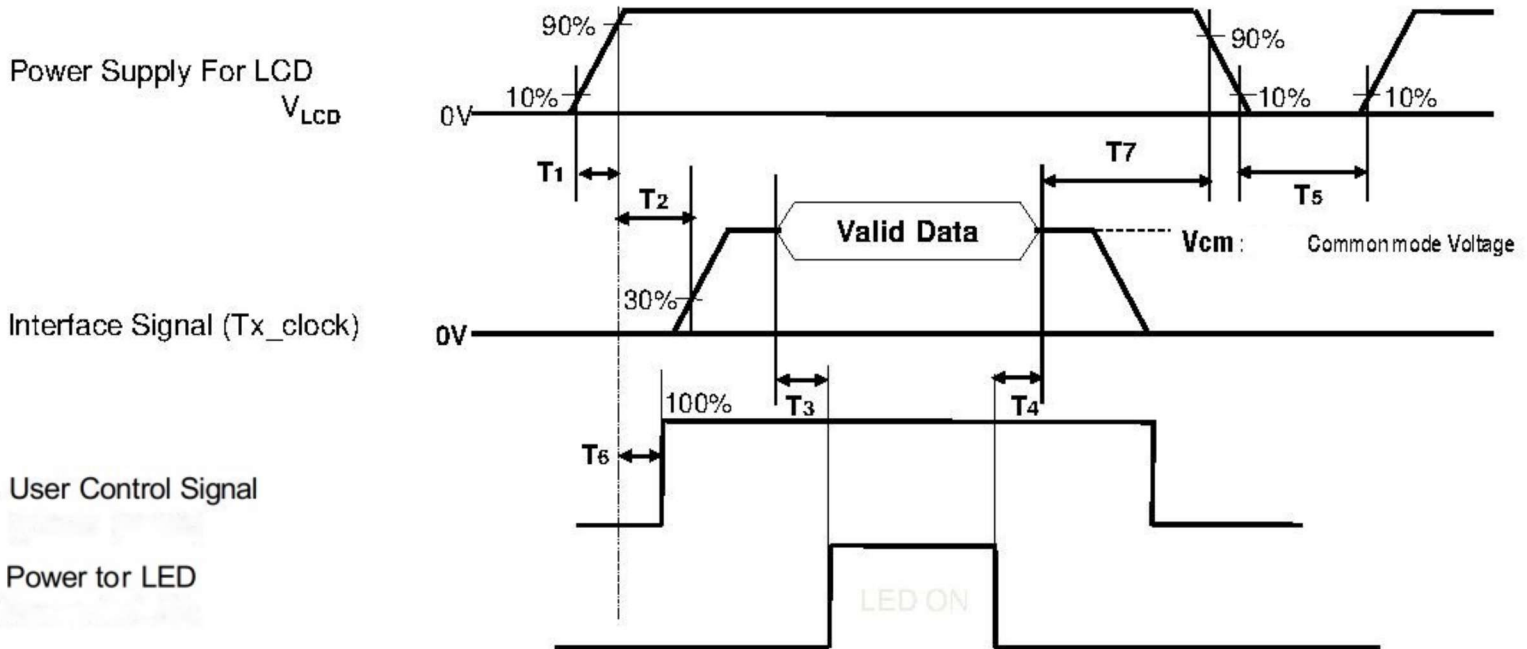 90%
90%
Power Supply For LCD
10%
10%
10%
VLCD
0V
T7
T1
T2
T5
Valid Data
Vcm : Common mode Voltage
30%
Interface Signal (Tx_clock)
0V
100%
T3
T4
T6
User Control Signal
Power tor LED
LED ON